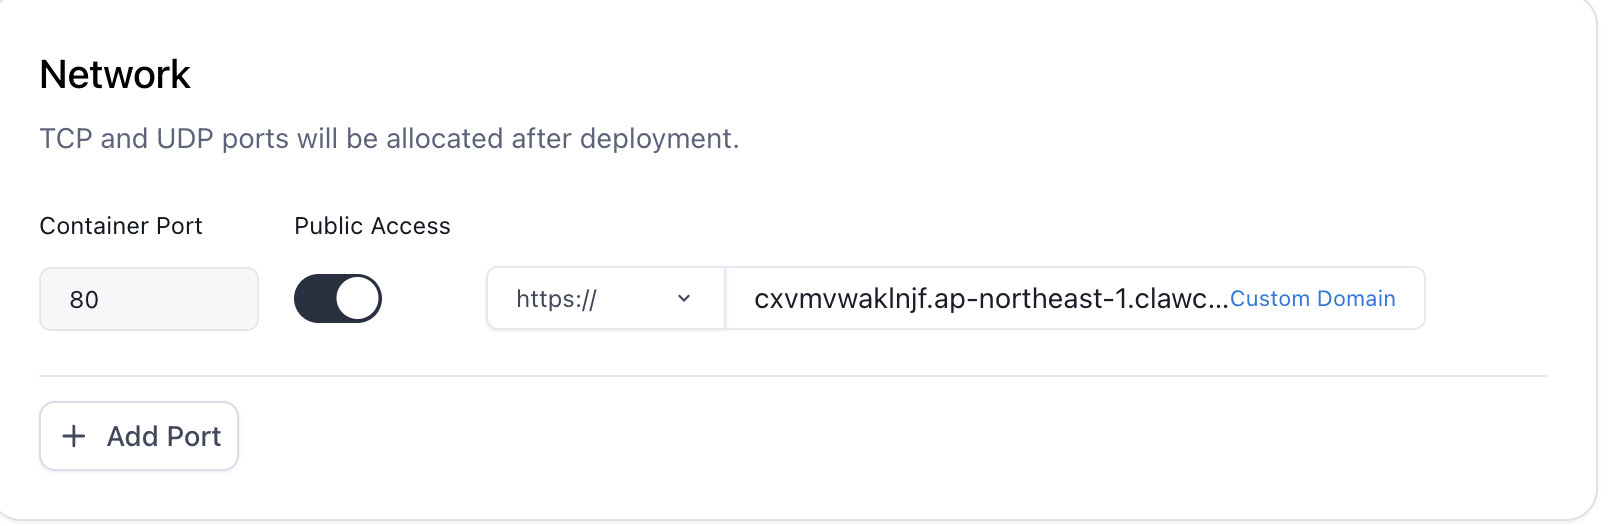 Network
TCP and UDP ports will be allocated after deployment.
Container Port Public Access
80 https:// cxvmvwaklnjf.ap-northeast-1.clawc... Custom Domain
+ Add Port